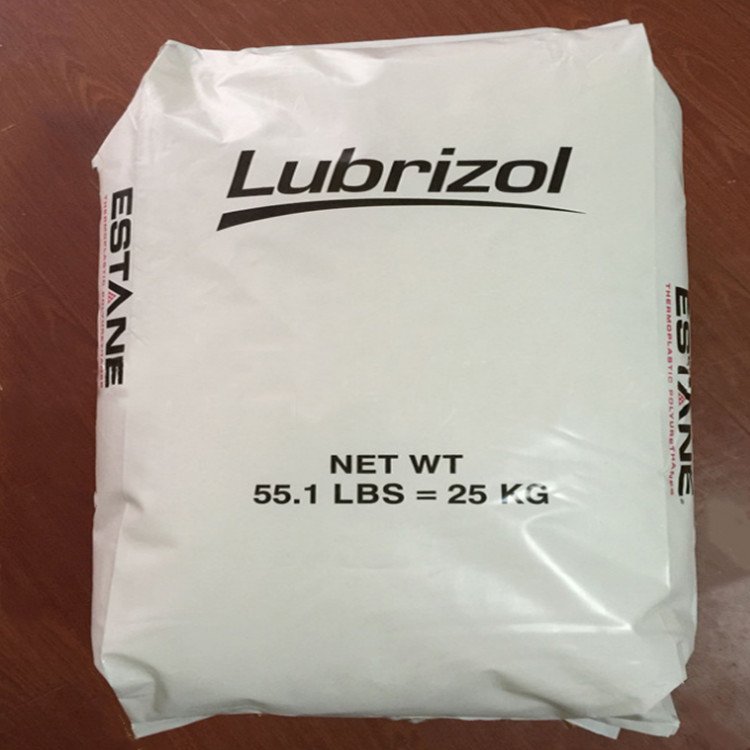 Lubrizol
NET WT
55.1 LBS = 25 KG
ESTANE
THERMOPLASTIC POLYURETHANES
ESTANE
THERMOPLASTIC POLYURETHANES